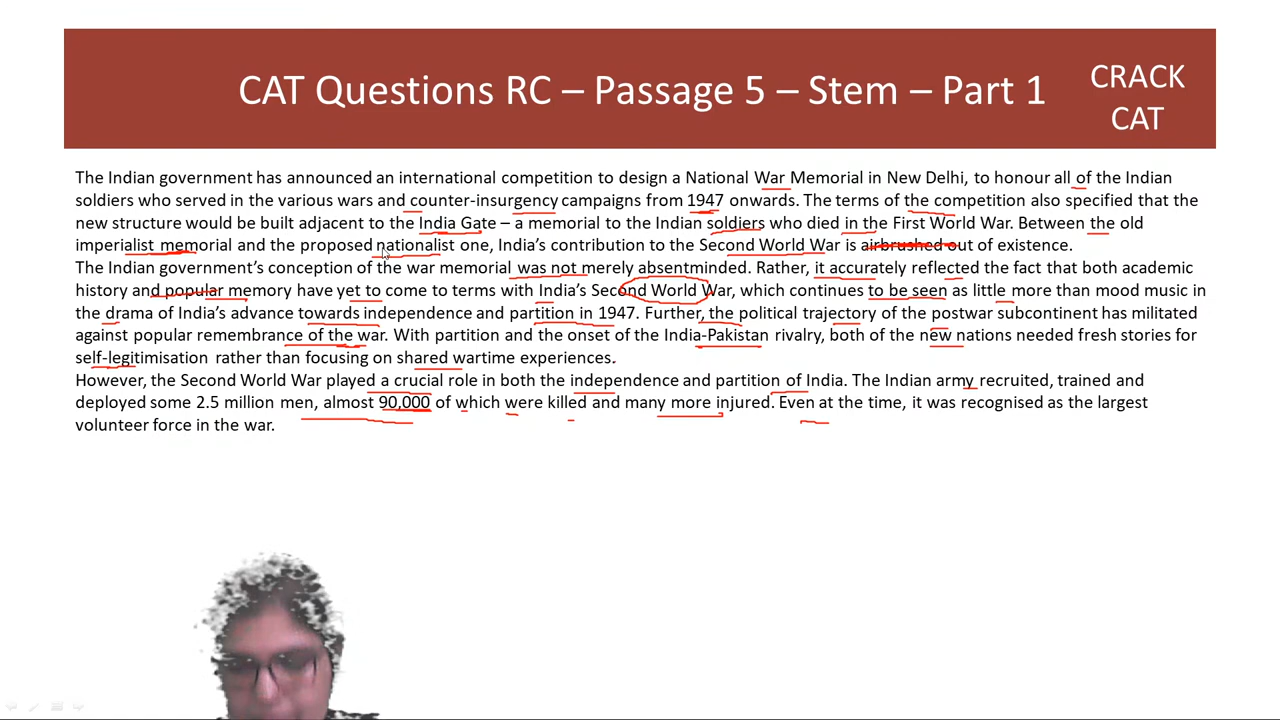 CAT Questions RC – Passage 5 – Stem – Part 1
CRACK
CAT
The Indian government has announced an international competition to design a National War Memorial in New Delhi, to honour all of the Indian
soldiers who served in the various wars and counter-insurgency campaigns from 1947 onwards. The terms of the competition also specified that the
new structure would be built adjacent to the India Gate – a memorial to the Indian soldiers who died in the First World War. Between the old
imperialist memorial and the proposed nationalist one, India’s contribution to the Second World War is airbrushed out of existence.
The Indian government’s conception of the war memorial was not merely absentminded. Rather, it accurately reflected the fact that both academic
history and popular memory have yet to come to terms with India’s Second World War, which continues to be seen as little more than mood music in
the drama of India’s advance towards independence and partition in 1947. Further, the political trajectory of the postwar subcontinent has militated
against popular remembrance of the war. With partition and the onset of the India-Pakistan rivalry, both of the new nations needed fresh stories for
self-legitimisation rather than focusing on shared wartime experiences.
However, the Second World War played a crucial role in both the independence and partition of India. The Indian army recruited, trained and
deployed some 2.5 million men, almost 90,000 of which were killed and many more injured. Even at the time, it was recognised as the largest
volunteer force in the war.